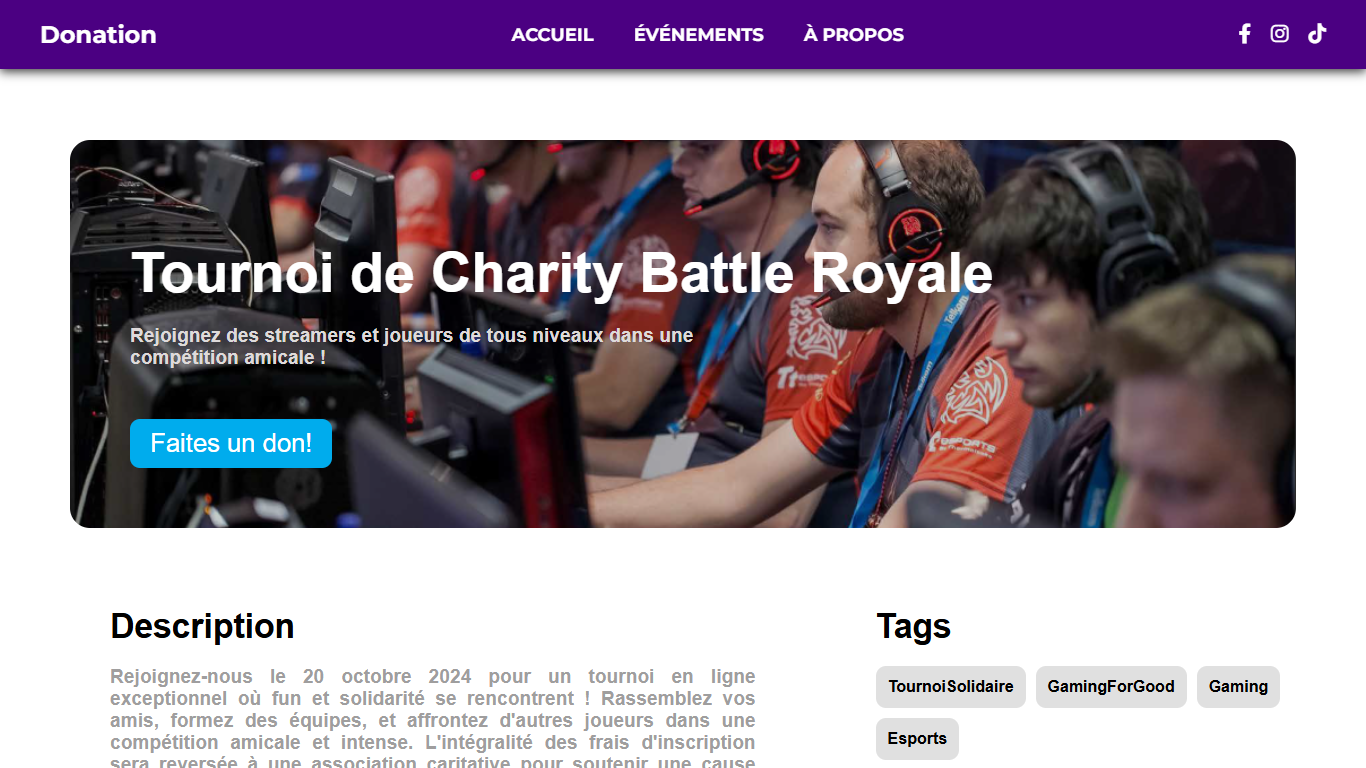 Donation
ACCUEIL
ÉVÉNEMENTS
À PROPOS
Tournoi de Charity Battle Royale
Rejoignez des streamers et joueurs de tous niveaux dans une
compétition amicale !
Faites un don!
Telkom
Tt ESPORTS
ESPORTS
Description
Rejoignez-nous le 20 octobre 2024 pour un tournoi en ligne
exceptionnel où fun et solidarité se rencontrent ! Rassemblez vos
amis, formez des équipes, et affrontez d'autres joueurs dans une
compétition amicale et intense. L'intégralité des frais d'inscription
sera reversée à une association caritative pour soutenir une cause
Tags
TournoiSolidaire
GamingForGood
Gaming
Esports